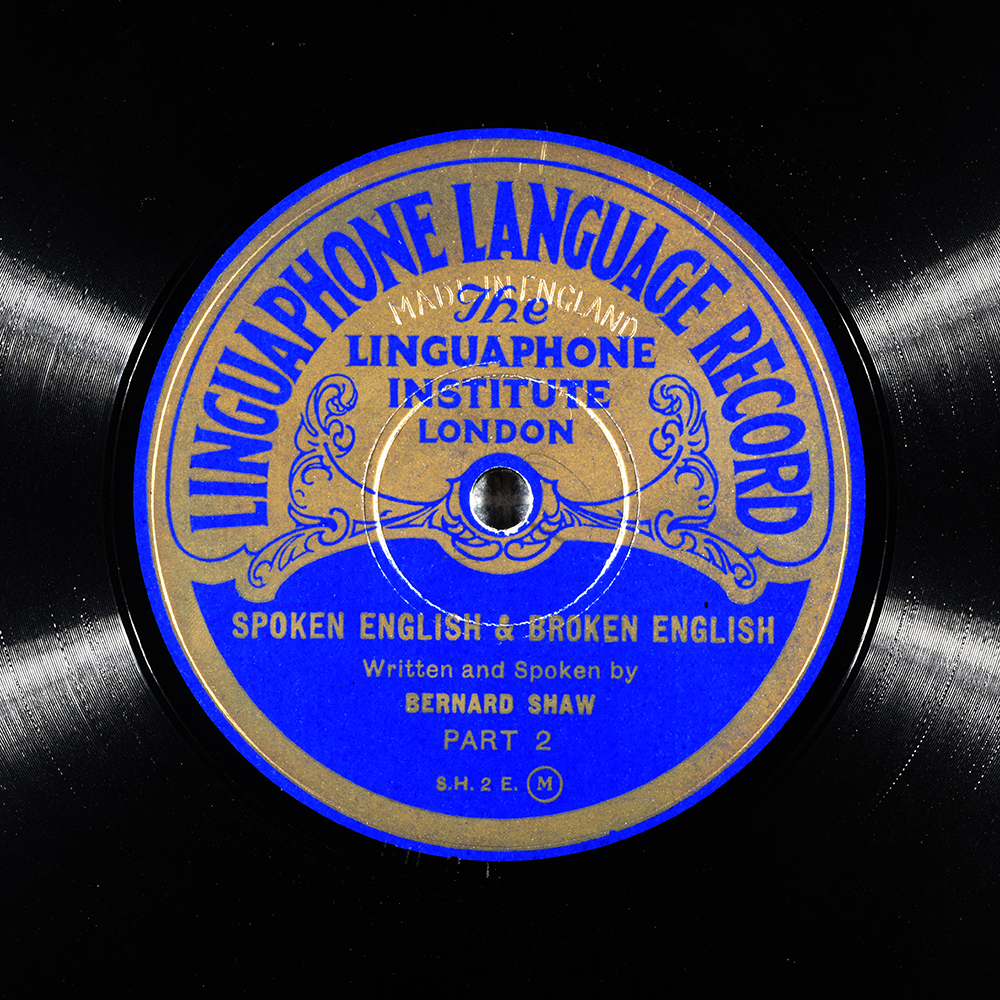 LINGUAPHONE LANGUAGE RECORD
MADE IN ENGLAND
The
LINGUAPHONE
INSTITUTE
LONDON
SPOKEN ENGLISH & BROKEN ENGLISH
Written and Spoken by
BERNARD SHAW
PART 2
S.H. 2 E. M